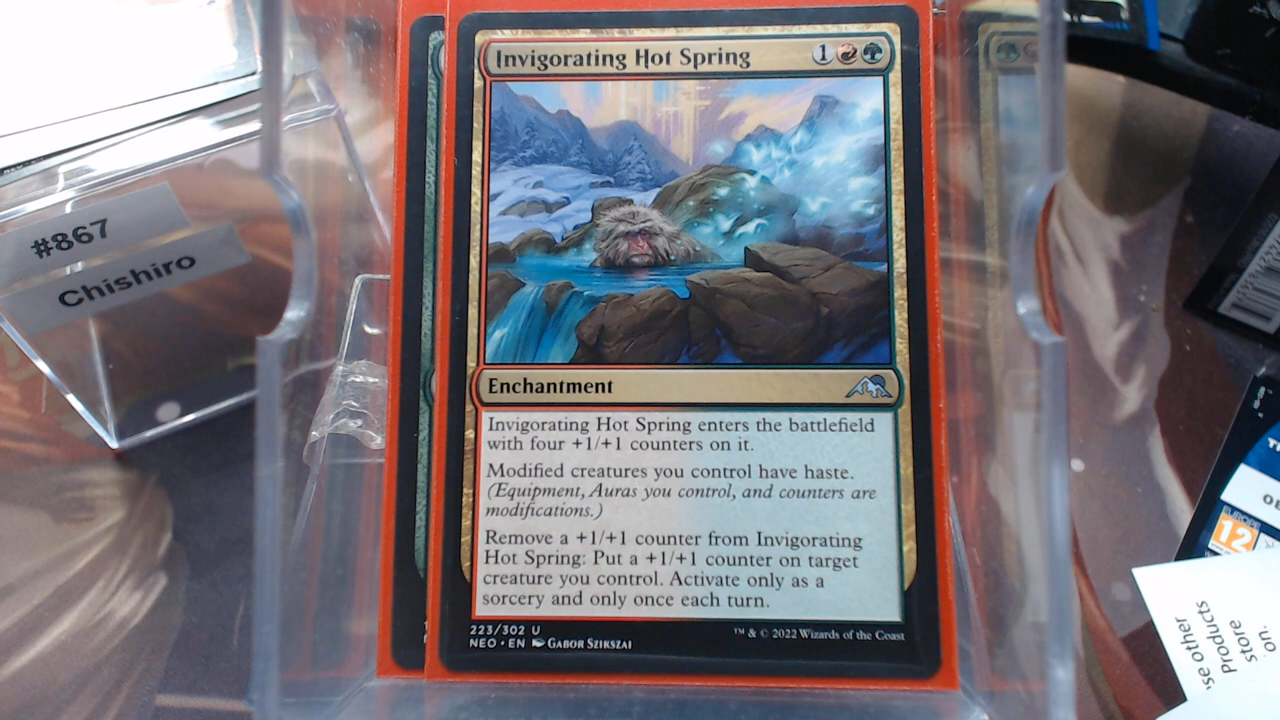 #867
Chishiro
Invigorating Hot Spring
1
Enchantment
Invigorating Hot Spring enters the battlefield
with four +1/+1 counters on it.
Modified creatures you control have haste.
(Equipment, Auras you control, and counters are
modifications.)
Remove a +1/+1 counter from Invigorating
Hot Spring: Put a +1/+1 counter on target
creature you control. Activate only as a
sorcery and only once each turn.
223/302 U
NEO • EN GABOR SZIKSZAI
™ & © 2022 Wizards of the Coast
EUROPE
12
other
Products
store
on.